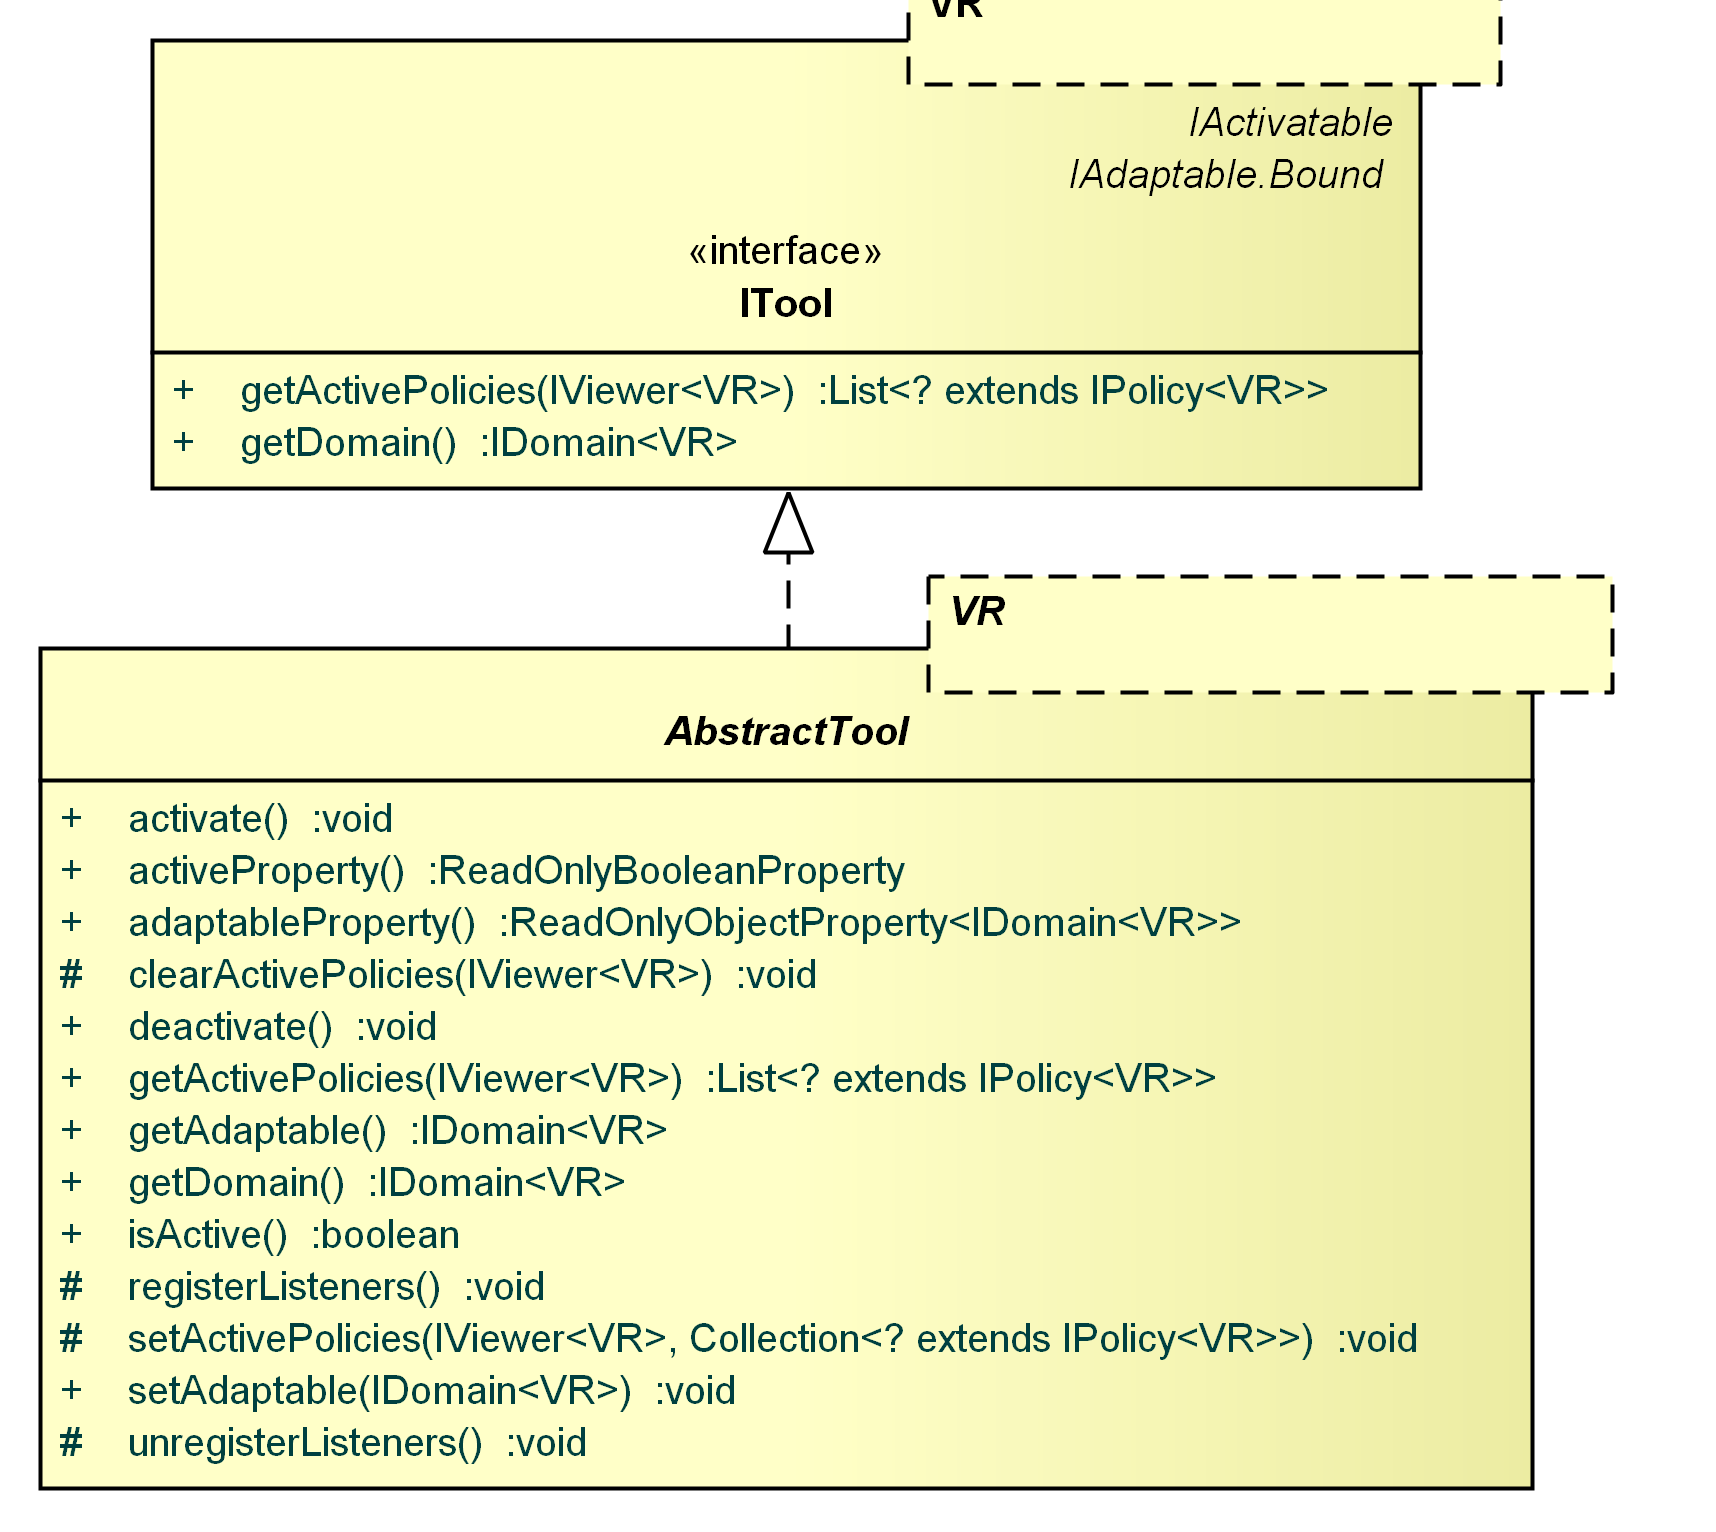 VR
IActivatable
IAdaptable.Bound
«interface»
ITool
+ getActivePolicies(IViewer<VR>) :List<? extends IPolicy<VR>>
+ getDomain() :IDomain<VR>
VR
AbstractTool
+ activate() :void
+ activeProperty() :ReadOnlyBooleanProperty
+ adaptableProperty() :ReadOnlyObjectProperty<IDomain<VR>>
# clearActivePolicies(IViewer<VR>) :void
+ deactivate() :void
+ getActivePolicies(IViewer<VR>) :List<? extends IPolicy<VR>>
+ getAdaptable() :IDomain<VR>
+ getDomain() :IDomain<VR>
+ isActive() :boolean
# registerListeners() :void
# setActivePolicies(IViewer<VR>, Collection<? extends IPolicy<VR>>) :void
+ setAdaptable(IDomain<VR>) :void
# unregisterListeners() :void